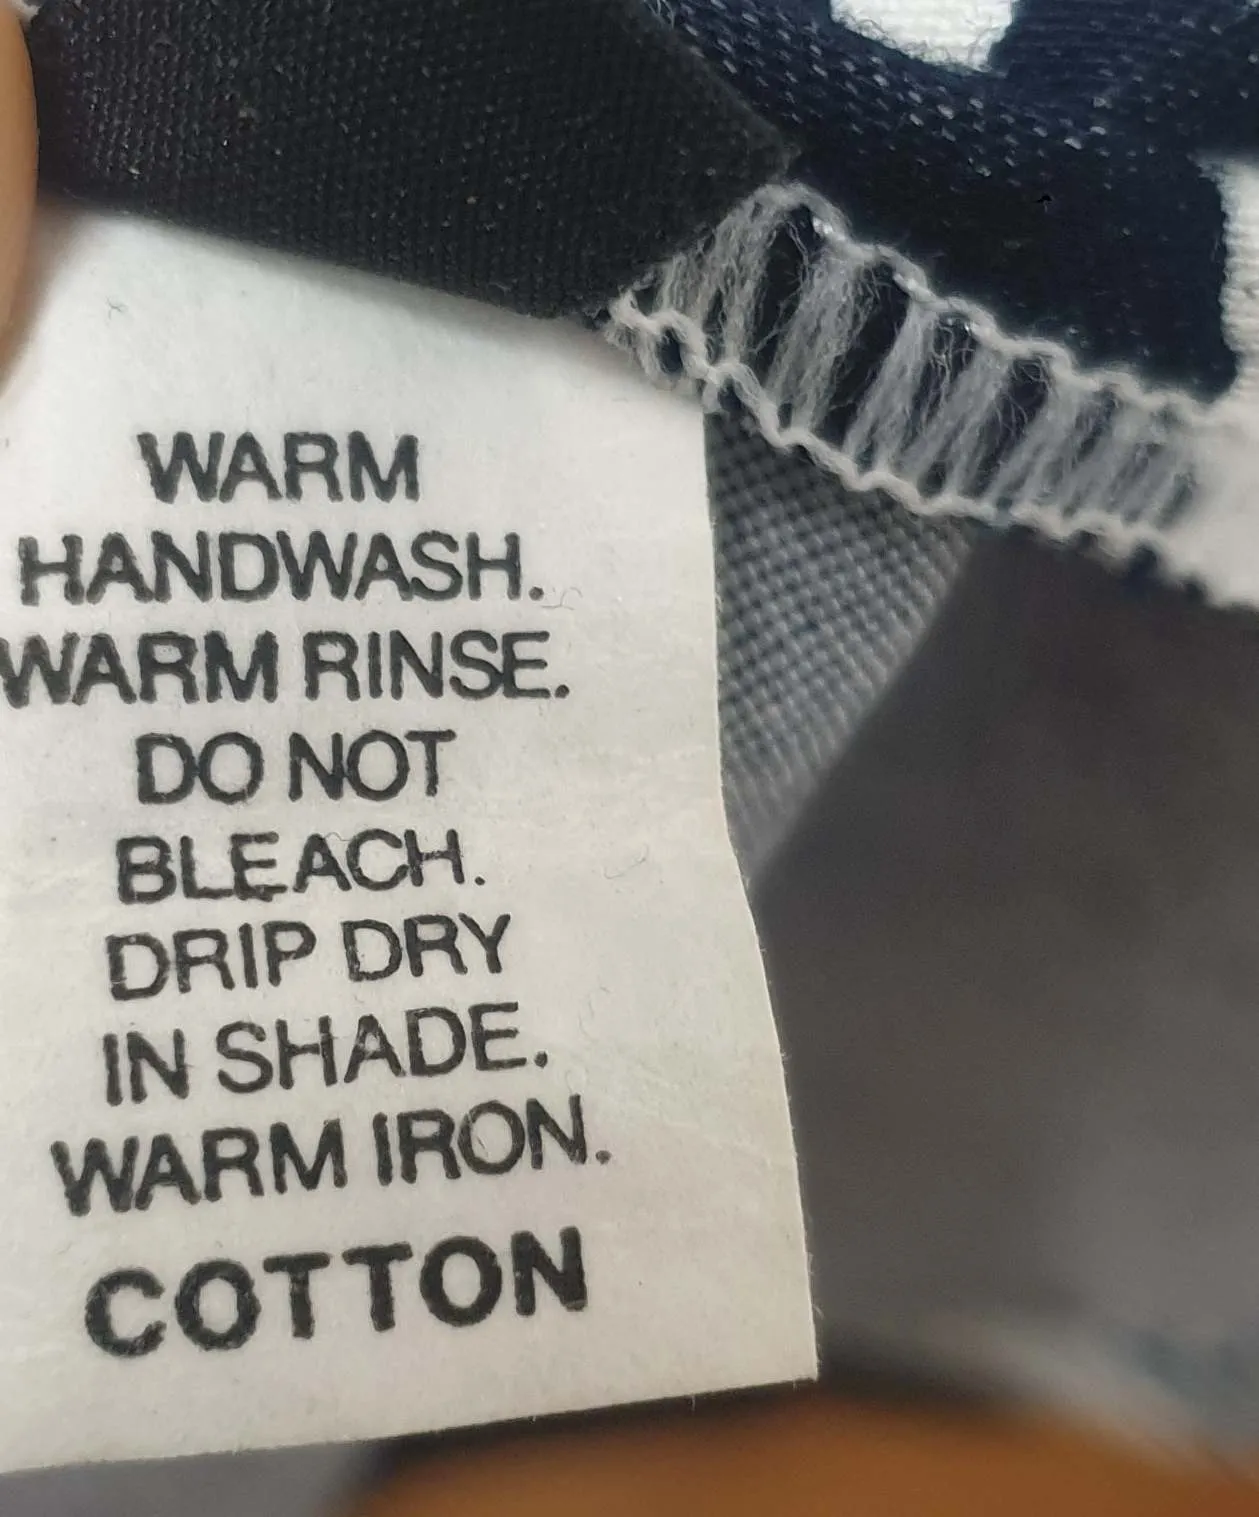 WARM
HANDWASH.
WARM RINSE.
DO NOT
BLEACH.
DRIP DRY
IN SHADE.
WARM IRON.
COTTON